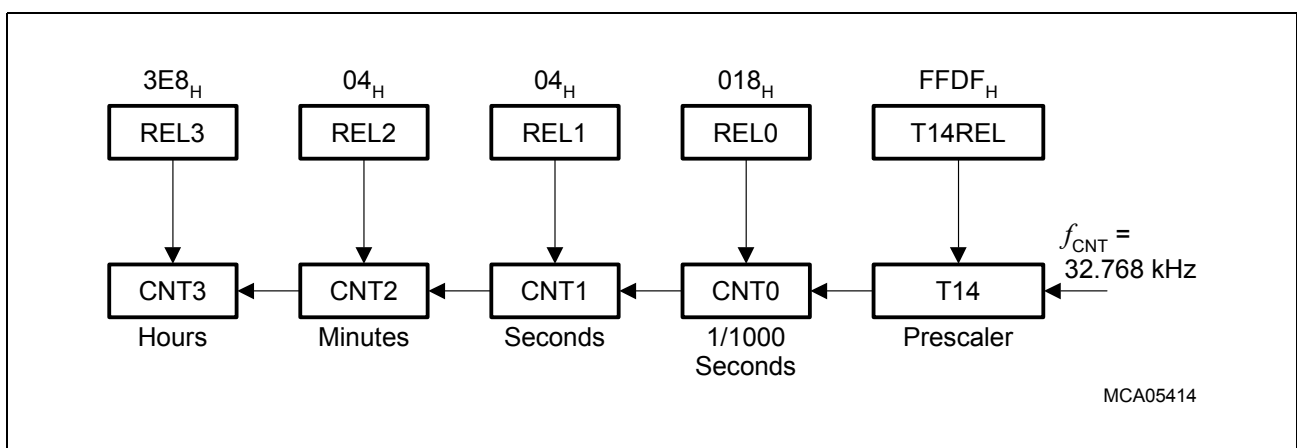 3E8H 04H 04H 018H FFDFH
REL3 REL2 REL1 REL0 T14REL
fCNT =
32.768 kHz
CNT3 CNT2 CNT1 CNT0 T14
Hours Minutes Seconds 1/1000 Prescaler
Seconds
MCA05414